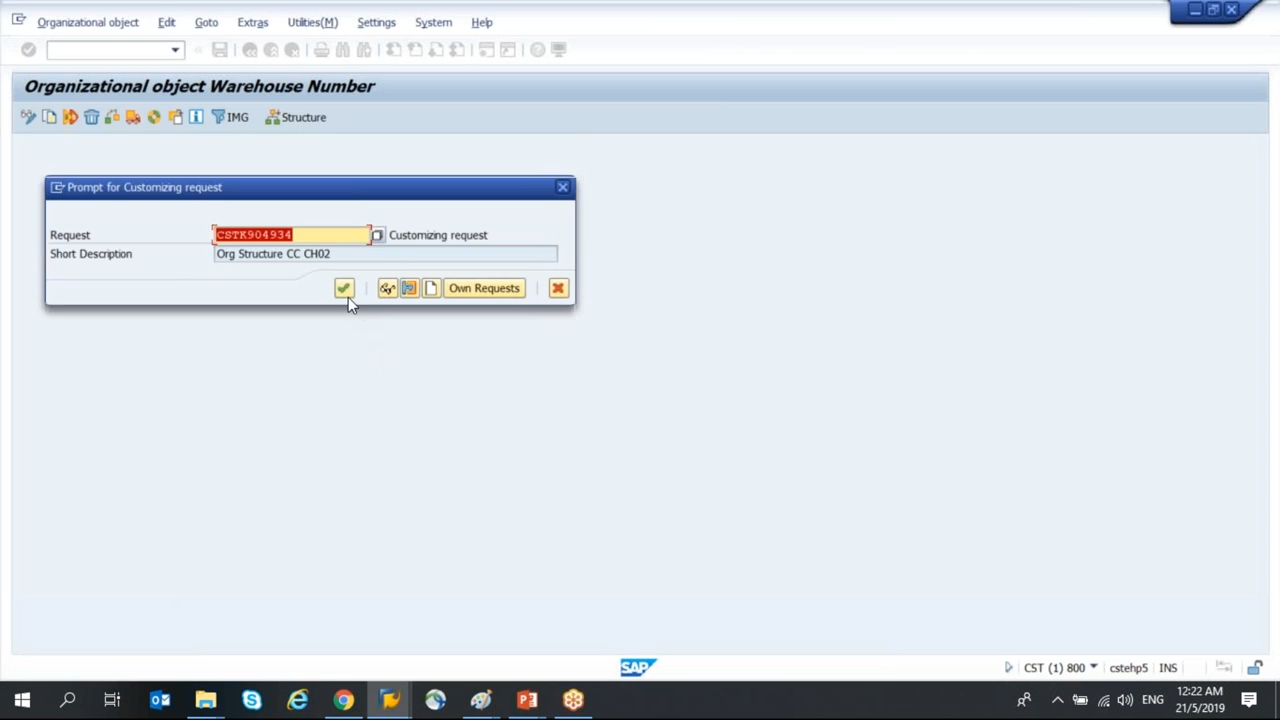 Organizational object Edit Goto Extras Utilities(M) Settings System Help
Organizational object Warehouse Number
IMG Structure
Prompt for Customizing request
Request CSTK904934 Customizing request
Short Description Org Structure CC CH02
Own Requests
SAP CST (1) 800 cstehp5 INS
ENG 12:22 AM
21/5/2019